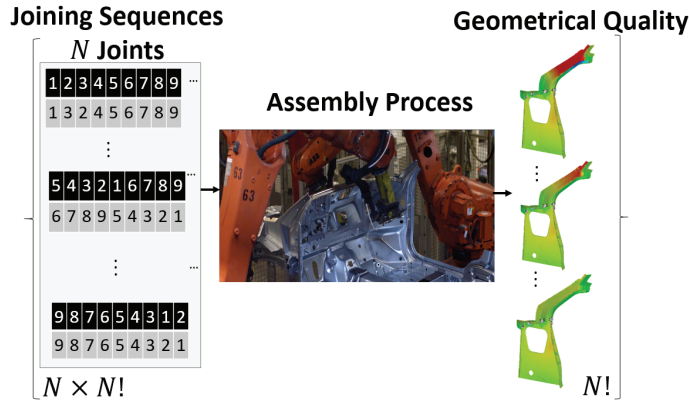 Joining Sequences
N Joints
1 2 3 4 5 6 7 8 9 ...
1 3 2 4 5 6 7 8 9
⋮
5 4 3 2 1 6 7 8 9 ...
6 7 8 9 5 4 3 2 1
⋮ ...
9 8 7 6 5 4 3 1 2
9 8 7 6 5 4 3 2 1
N × N!
Assembly Process
63
63
ABB
Geometrical Quality
⋮
⋮
N!